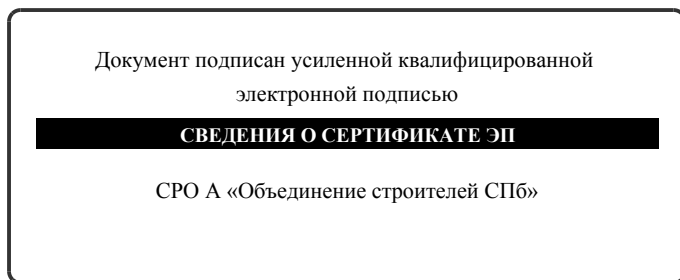 Документ подписан усиленной квалифицированной
электронной подписью
СВЕДЕНИЯ О СЕРТИФИКАТЕ ЭП
СРО А «Объединение строителей СПб»